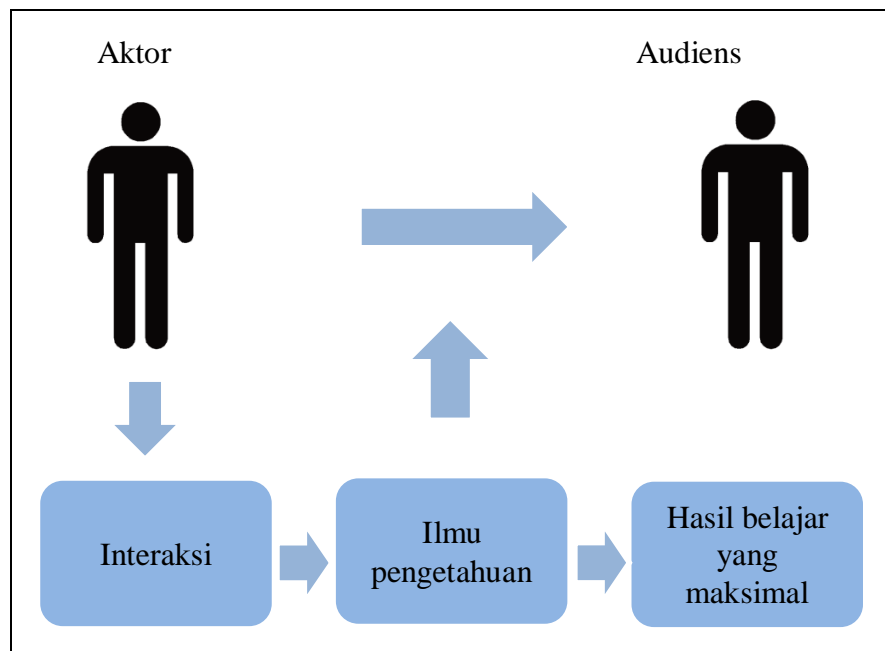 Aktor
Audiens
Interaksi
Ilmu
pengetahuan
Hasil belajar
yang
maksimal